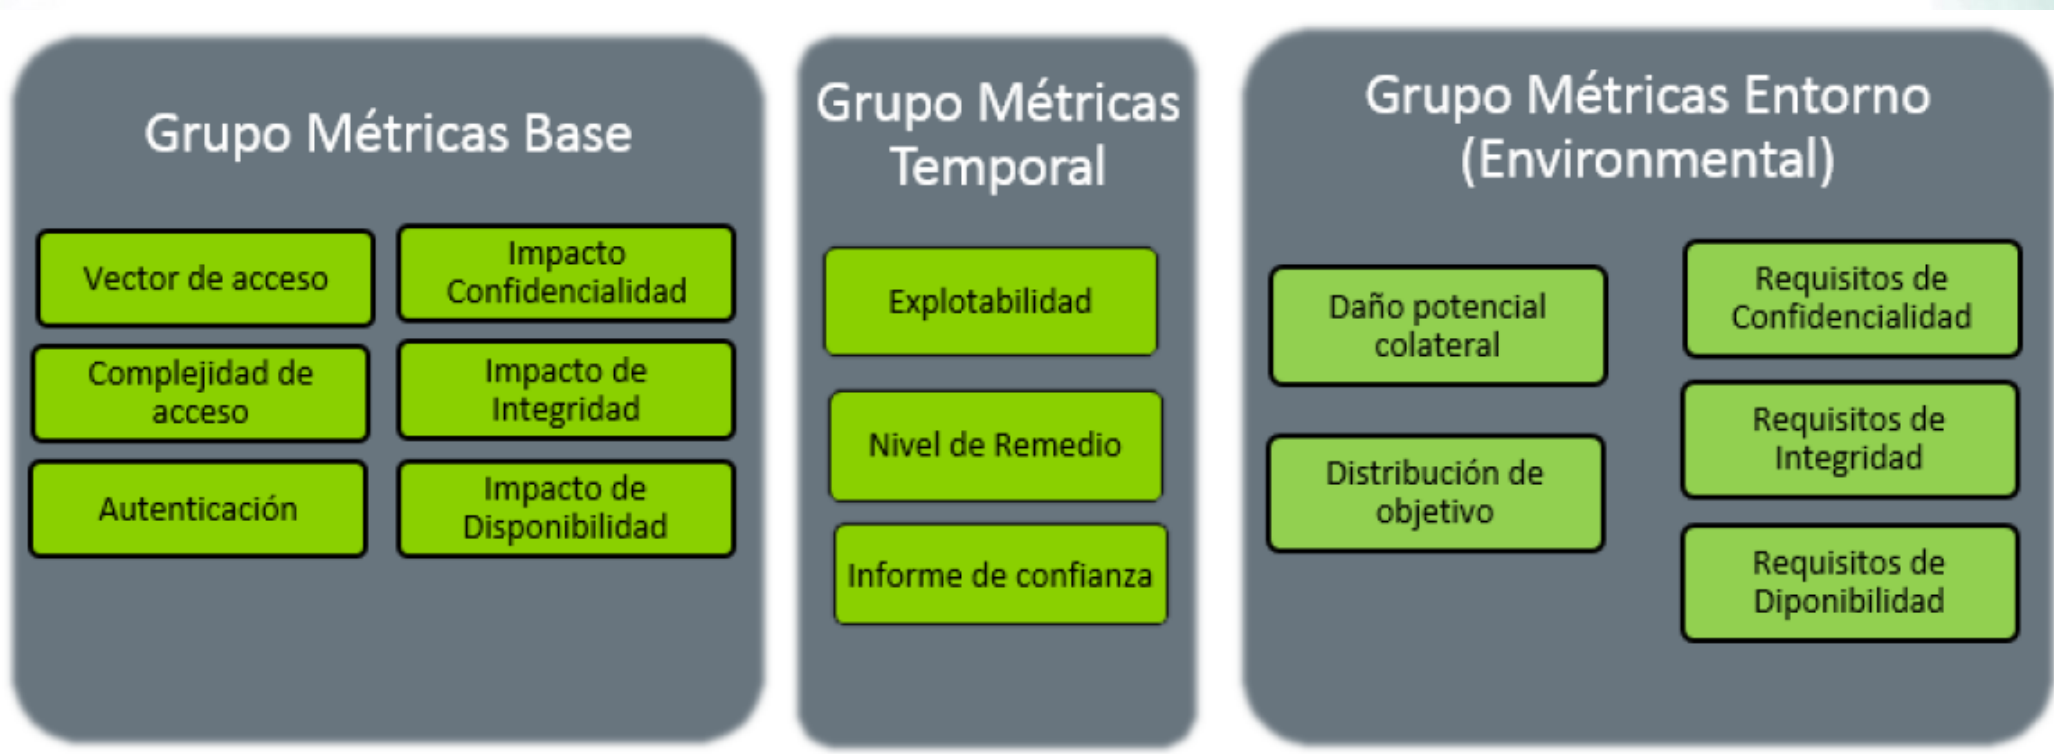 Grupo Métricas Base
Vector de acceso
Impacto
Confidencialidad
Complejidad de
acceso
Impacto de
Integridad
Autenticación
Impacto de
Disponibilidad
Grupo Métricas
Temporal
Explotabilidad
Nivel de Remedio
Informe de confianza
Grupo Métricas Entorno
(Environmental)
Daño potencial
colateral
Distribución de
objetivo
Requisitos de
Confidencialidad
Requisitos de
Integridad
Requisitos de
Diponibilidad